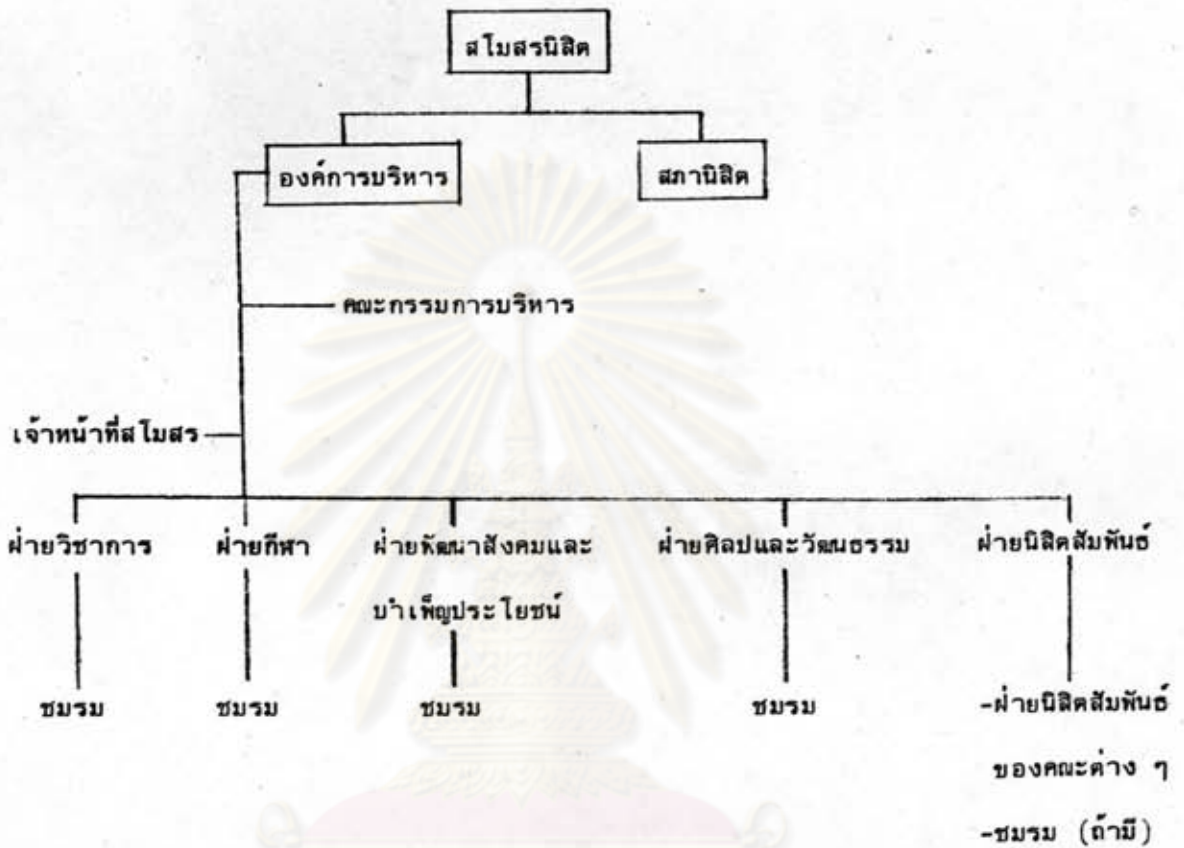 สโมสรนิสิต
องค์การบริหาร
สภานิสิต
คณะกรรมการบริหาร
เจ้าหน้าที่สโมสร
ฝ่ายวิชาการ
ฝ่ายกีฬา
ฝ่ายพัฒนาสังคมและ
บำเพ็ญประโยชน์
ฝ่ายศิลปและวัฒนธรรม
ฝ่ายนิสิตสัมพันธ์
ชมรม
ชมรม
ชมรม
ชมรม
-ฝ่ายนิสิตสัมพันธ์
ของคณะต่าง ๆ
-ชมรม (ถ้ามี)